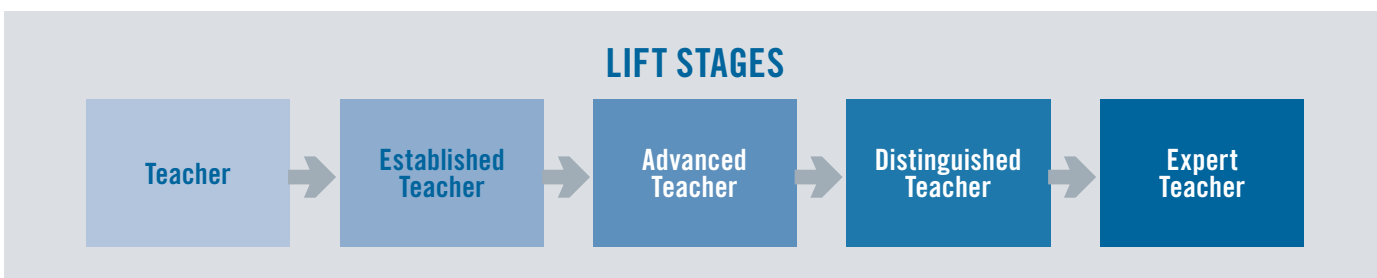 LIFT STAGES
Teacher
Established
Teacher
Advanced
Teacher
Distinguished
Teacher
Expert
Teacher